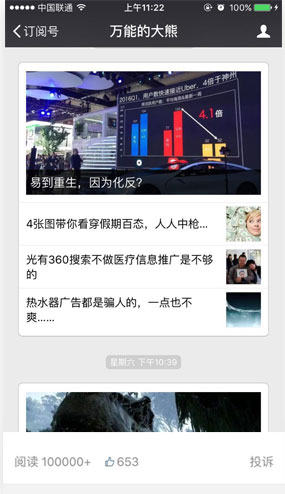 中国联通
上午11:22
100%
订阅号
万能的大熊
2016Q1,用户数快速接近Uber,4倍于神州
4.1倍
易到重生，因为化反?
4张图带你看穿假期百态，人人中枪...
光有360搜索不做医疗信息推广是不够
的
热水器广告都是骗人的，一点也不
爽......
星期六 下午10:39
阅读 100000+
653
投诉